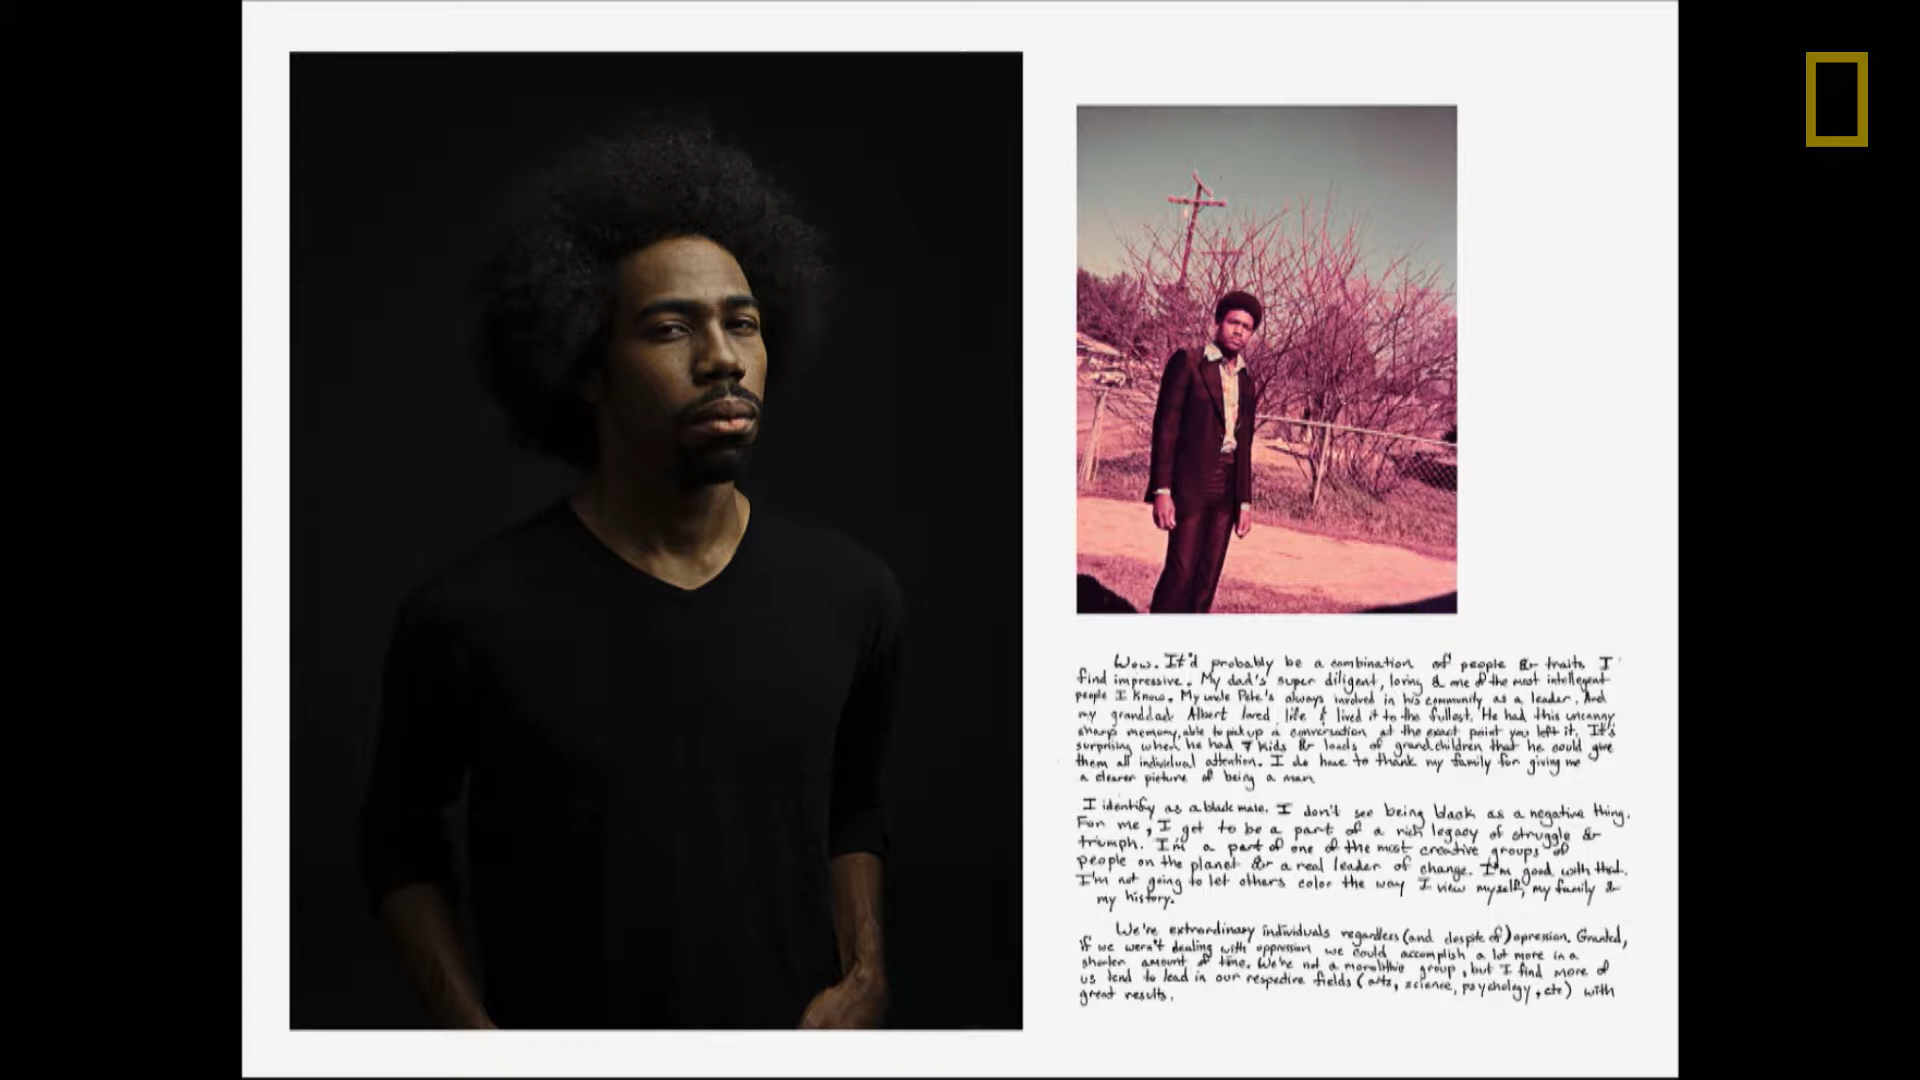 Wow. It'd probably be a combination of people & traits I
find impressive. My dad's super diligent, loving & one of the most intellegent
people I know. My uncle Pete's always involved in his community as a leader. And
my granddad Albert loved life & lived it to the fullest. He had this uncanny
sharp memory, able to pick up a conversation at the exact point you left it. It's
surprising when he had 7 kids & loads of grandchildren that he could give
them all individual attention. I do have to thank my family for giving me
a clearer picture of being a man.
I identify as a black male. I don't see being black as a negative thing.
For me, I get to be a part of a rich legacy of struggle &
triumph. I'm a part of one of the most creative groups of
people on the planet & a real leader of change. I'm good with that.
I'm not going to let others color the way I view myself, my family &
my history.
We're extraordinary individuals regardless (and despite of) opression. Granted,
if we weren't dealing with oppression we could accomplish a lot more in a
shorter amount of time. We're not a monolithic group, but I find more of
us tend to lead in our respective fields (arts, science, psychology, etc) with
great results.